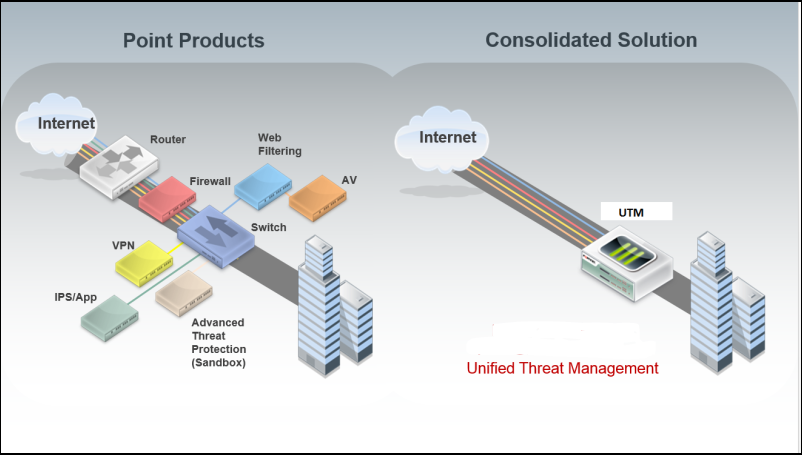 Point Products
Consolidated Solution
Internet
Router
Web
Filtering
Firewall
AV
Switch
VPN
IPS/App
Advanced
Threat
Protection
(Sandbox)
Internet
UTM
Unified Threat Management